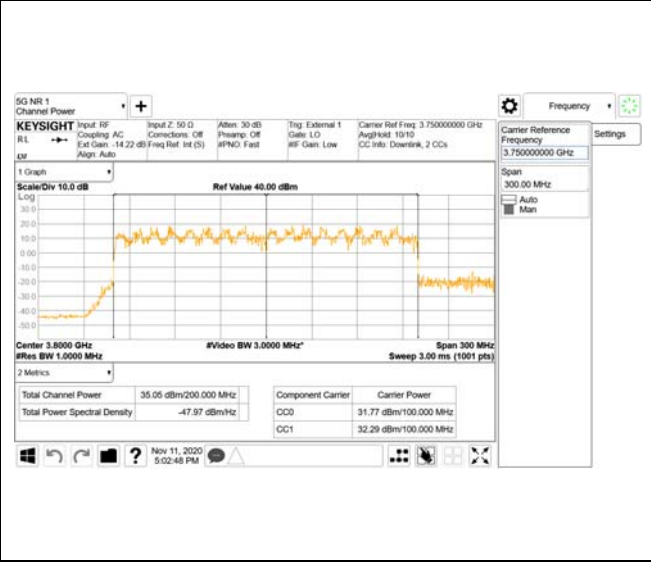 5G NR 1
Channel Power
Frequency
KEYSIGHT
RL
Input: RF
Coupling: AC
Ext Gain: -14.22 dB
Align: Auto
Input Z: 50 Ω
Corrections: Off
Freq Ref: Int (S)
Atten: 30 dB
Preamp: Off
#PNO: Fast
Trig: External 1
Gate: LO
#IF Gain: Low
Carrier Ref Freq: 3.750000000 GHz
Avg|Hold: 10/10
CC Info: Downlink, 2 CCs
Carrier Reference
Frequency
3.750000000 GHz
Settings
Span
300.00 MHz
Auto
Man
1 Graph
Scale/Div 10.0 dB
Ref Value 40.00 dBm
Log
30.0
20.0
10.0
0.00
-10.0
-20.0
-30.0
-40.0
-50.0
Center 3.8000 GHz
#Video BW 3.0000 MHz*
Span 300 MHz
#Res BW 1.0000 MHz
Sweep 3.00 ms (1001 pts)
2 Metrics
Total Channel Power 35.05 dBm/200.000 MHz
Total Power Spectral Density -47.97 dBm/Hz
Component Carrier Carrier Power
CC0 31.77 dBm/100.000 MHz
CC1 32.29 dBm/100.000 MHz
?
Nov 11, 2020
5:02:48 PM